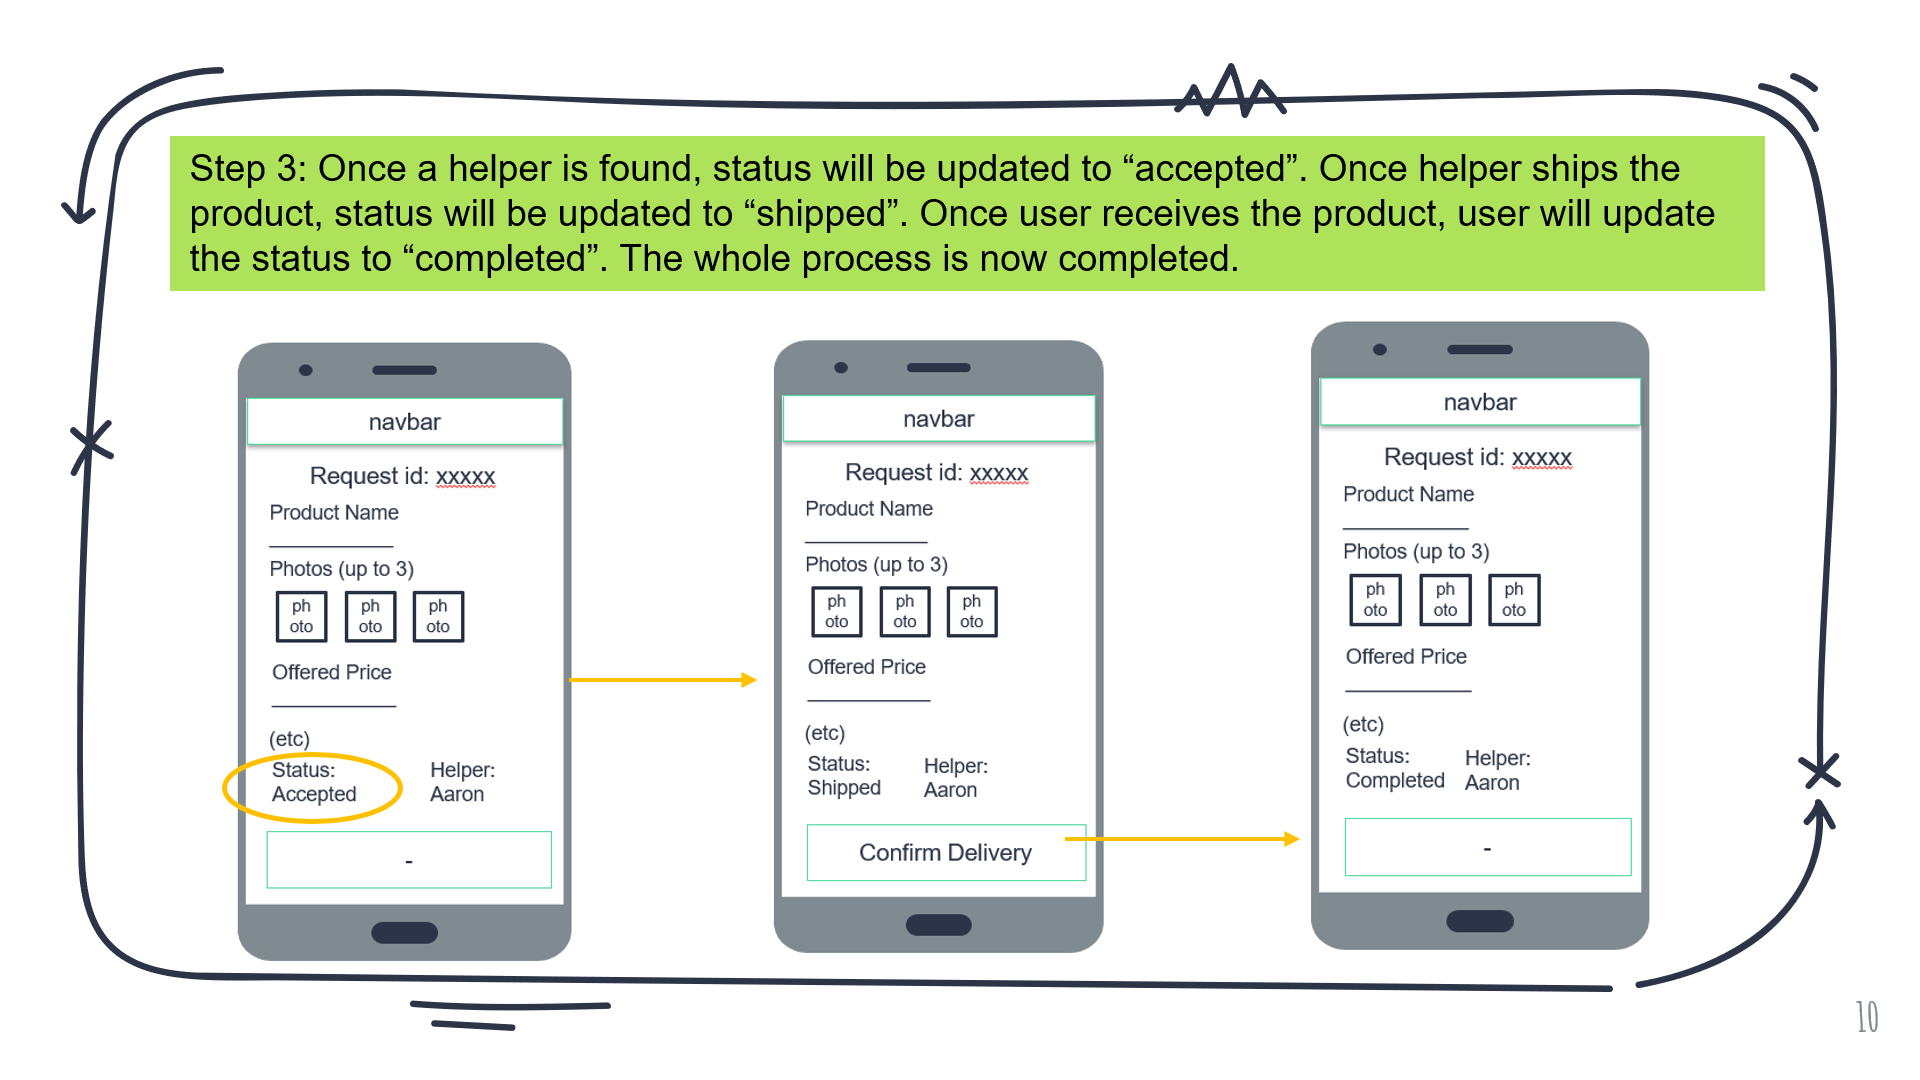 Step 3: Once a helper is found, status will be updated to “accepted”. Once helper ships the
product, status will be updated to “shipped”. Once user receives the product, user will update
the status to “completed”. The whole process is now completed.
navbar
Request id: xxxxx
Product Name
Photos (up to 3)
ph
oto
ph
oto
ph
oto
Offered Price
(etc)
Status:
Accepted
Helper:
Aaron
-
navbar
Request id: xxxxx
Product Name
Photos (up to 3)
ph
oto
ph
oto
ph
oto
Offered Price
(etc)
Status:
Shipped
Helper:
Aaron
Confirm Delivery
navbar
Request id: xxxxx
Product Name
Photos (up to 3)
ph
oto
ph
oto
ph
oto
Offered Price
(etc)
Status:
Completed
Helper:
Aaron
-
10